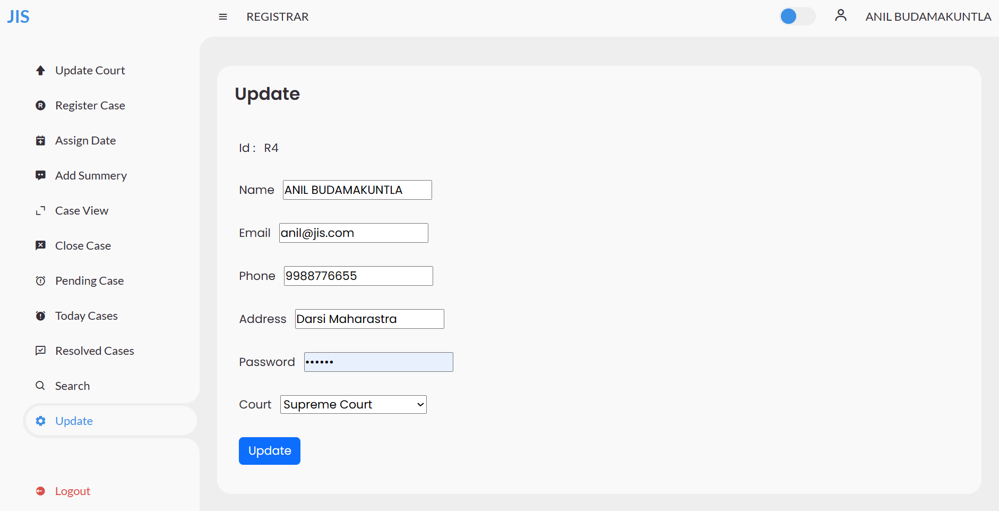 JIS
REGISTRAR
ANIL BUDAMAKUNTLA
Update Court
Register Case
Assign Date
Add Summery
Case View
Close Case
Pending Case
Today Cases
Resolved Cases
Search
Update
Logout
Update
Id : R4
Name ANIL BUDAMAKUNTLA
Email anil@jis.com
Phone 9988776655
Address Darsi Maharastra
Password ••••••
Court Supreme Court
Update